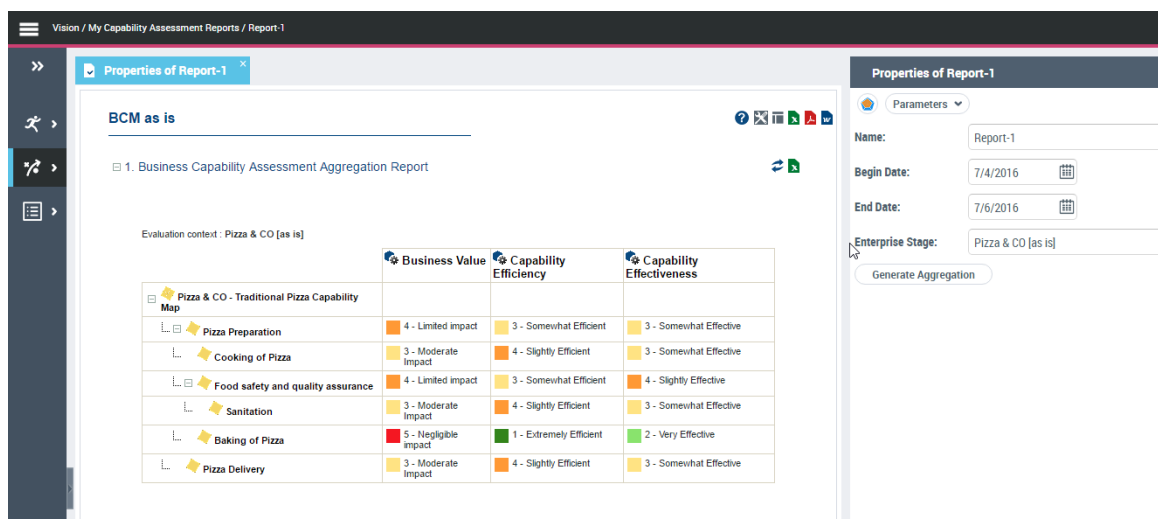 Vision / My Capability Assessment Reports / Report-1
Properties of Report-1
BCM as is
1. Business Capability Assessment Aggregation Report
Evaluation context : Pizza & CO [as is]
Business Value
Capability
Efficiency
Capability
Effectiveness
Pizza & CO - Traditional Pizza Capability
Map
Pizza Preparation
4 - Limited impact
3 - Somewhat Efficient
3 - Somewhat Effective
Cooking of Pizza
3 - Moderate
Impact
4 - Slightly Efficient
3 - Somewhat Effective
Food safety and quality assurance
4 - Limited impact
3 - Somewhat Efficient
4 - Slightly Effective
Sanitation
3 - Moderate
Impact
4 - Slightly Efficient
3 - Somewhat Effective
Baking of Pizza
5 - Negligible
impact
1 - Extremely Efficient
2 - Very Effective
Pizza Delivery
3 - Moderate
Impact
4 - Slightly Efficient
3 - Somewhat Effective
Properties of Report-1
Parameters
Name:
Report-1
Begin Date:
7/4/2016
End Date:
7/6/2016
Enterprise Stage:
Pizza & CO [as is]
Generate Aggregation